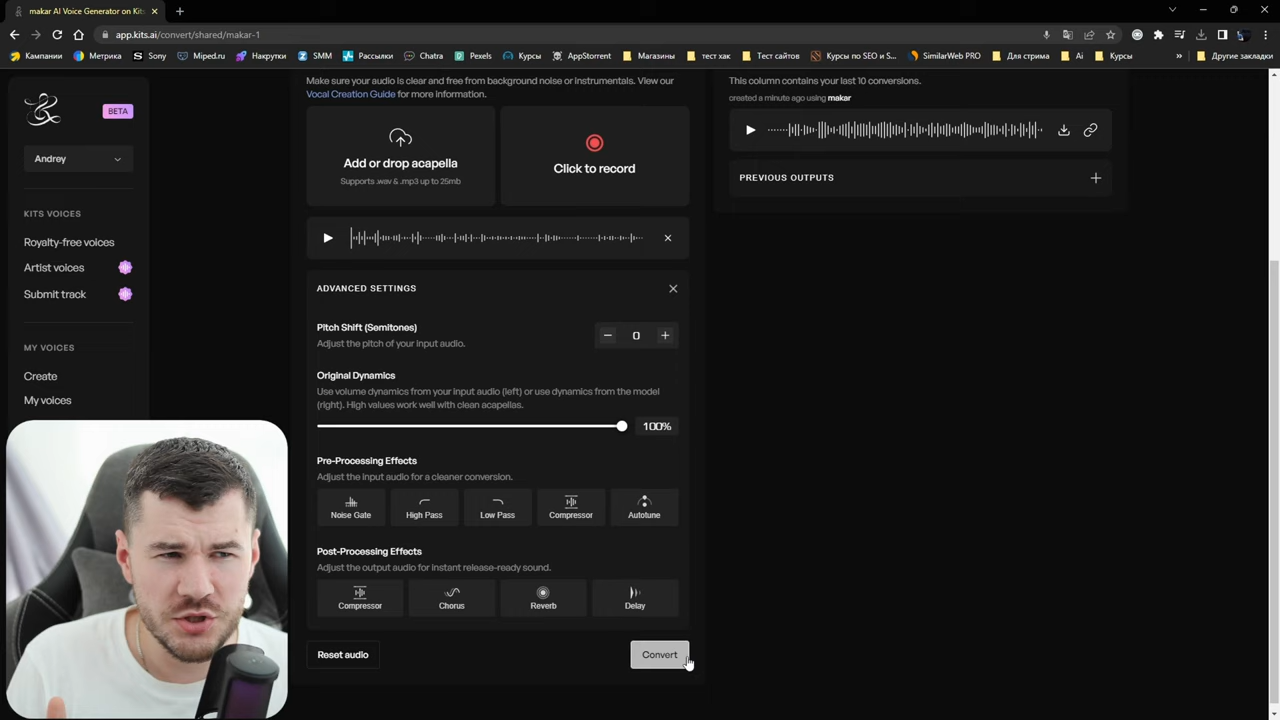 makar AI Voice Generator on Kits
app.kits.ai/convert/shared/makar-1
Кампании
Метрика
Sony
Miped.ru
Накрутки
SMM
Рассылки
Chatra
Pexels
Курсы
AppStorrent
Магазины
тест хак
Тест сайтов
Курсы по SEO и S...
SimilarWeb PRO
Для стрима
Ai
Курсы
»
Другие закладки
BETA
Andrey
KITS VOICES
Royalty-free voices
Artist voices
Submit track
MY VOICES
Create
My voices
Make sure your audio is clear and free from background noise or instrumentals. View our
Vocal Creation Guide for more information.
Add or drop acapella
Supports .wav & .mp3 up to 25mb
Click to record
ADVANCED SETTINGS
Pitch Shift (Semitones)
Adjust the pitch of your input audio.
0
Original Dynamics
Use volume dynamics from your input audio (left) or use dynamics from the model
(right). High values work well with clean acapellas.
100%
Pre-Processing Effects
Adjust the input audio for a cleaner conversion.
Noise Gate
High Pass
Low Pass
Compressor
Autotune
Post-Processing Effects
Adjust the output audio for instant release-ready sound.
Compressor
Chorus
Reverb
Delay
Reset audio
Convert
This column contains your last 10 conversions.
created a minute ago using makar
PREVIOUS OUTPUTS